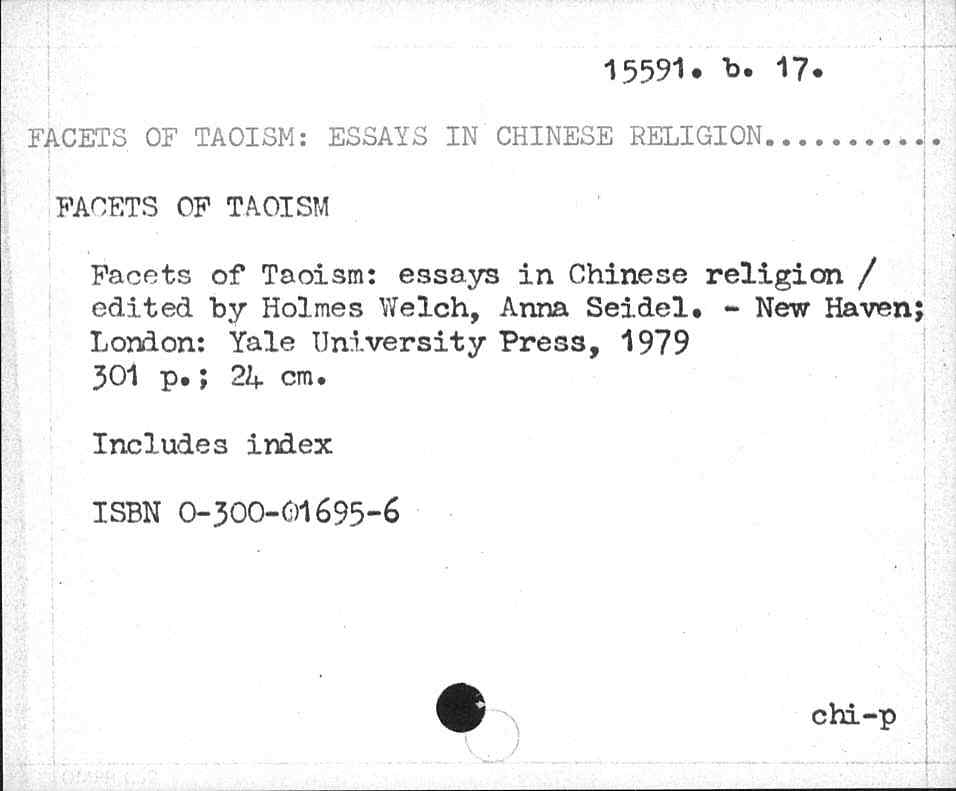 15591. b. 17.
FACETS OF TAOISM: ESSAYS IN CHINESE RELIGION...........
FACETS OF TAOISM
Facets of Taoism: essays in Chinese religion /
edited by Holmes Welch, Anna Seidel. - New Haven;
London: Yale University Press, 1979
301 p.; 24 cm.
Includes index
ISBN 0-300-01695-6
chi-p